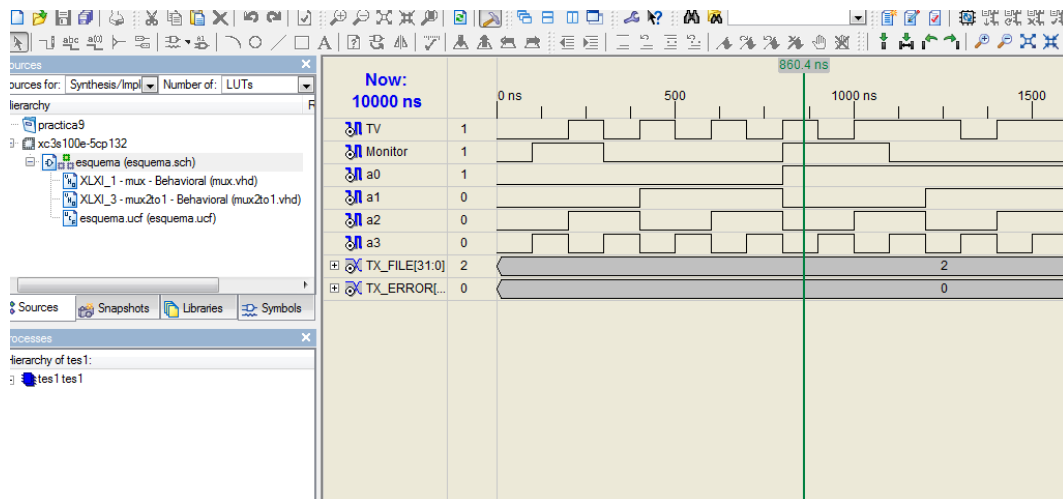 860.4 ns
ources
ources for: Synthesis/Impl Number of: LUTs
ierarchy
R
practica9
xc3s100e-5cp132
esquema (esquema.sch)
XLXI_1 - mux - Behavioral (mux.vhd)
XLXI_3 - mux2to1 - Behavioral (mux2to1.vhd)
esquema.ucf (esquema.ucf)
Sources Snapshots Libraries Symbols
rocesses
Hierarchy of tes1:
tes1 tes1
Now:
10000 ns
0 ns 500 1000 ns 1500
TV 1
Monitor 1
a0 1
a1 0
a2 0
a3 0
TX_FILE[31:0] 2 2
TX_ERROR[... 0 0